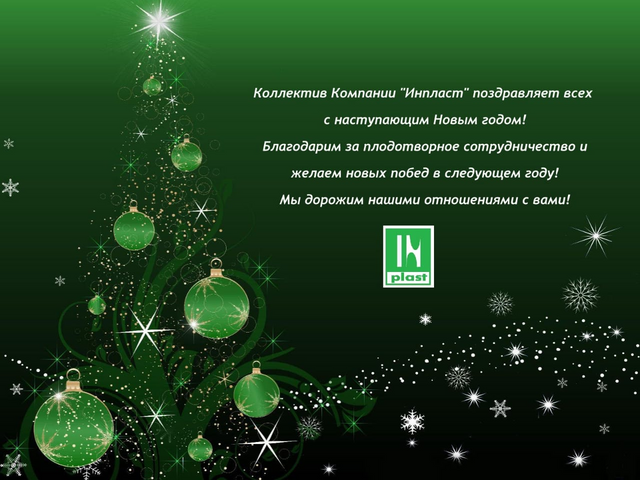 Коллектив Компании "Инпласт" поздравляет всех
с наступающим Новым годом!
Благодарим за плодотворное сотрудничество и
желаем новых побед в следующем году!
Мы дорожим нашими отношениями с вами!
IN
plast